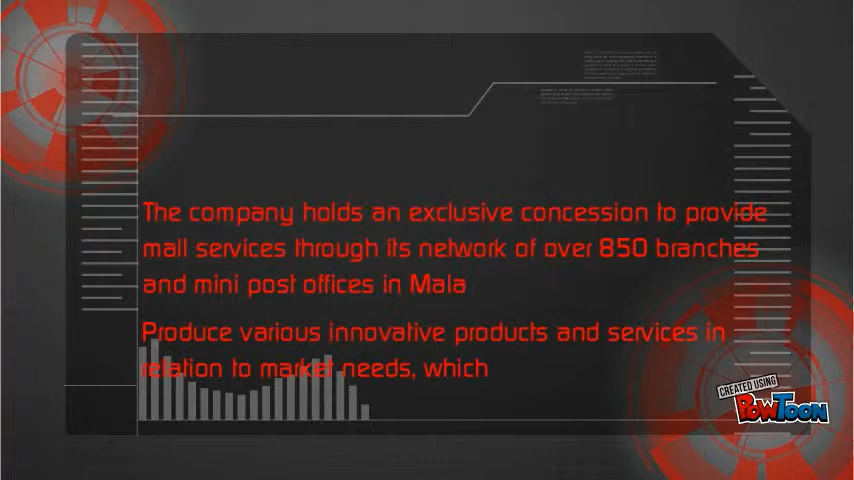 The company holds an exclusive concession to provide
mail services through its network of over 850 branches
and mini post offices in Mala
Produce various innovative products and services in
relation to market needs, which
CREATED USING
POWTOON